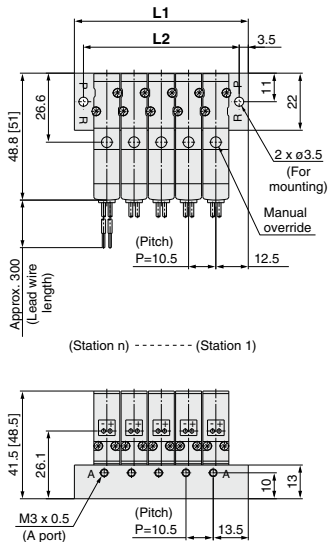 L1
L2
3.5
P
R
P
R
11
22
26.6
48.8 [51]
2 x ø3.5
(For
mounting)
Manual
override
Approx. 300
(Lead wire
length)
(Pitch)
P=10.5
12.5
(Station n) - - - - - - - (Station 1)
41.5 [48.5]
26.1
A
A
10
13
M3 x 0.5
(A port)
(Pitch)
P=10.5
13.5